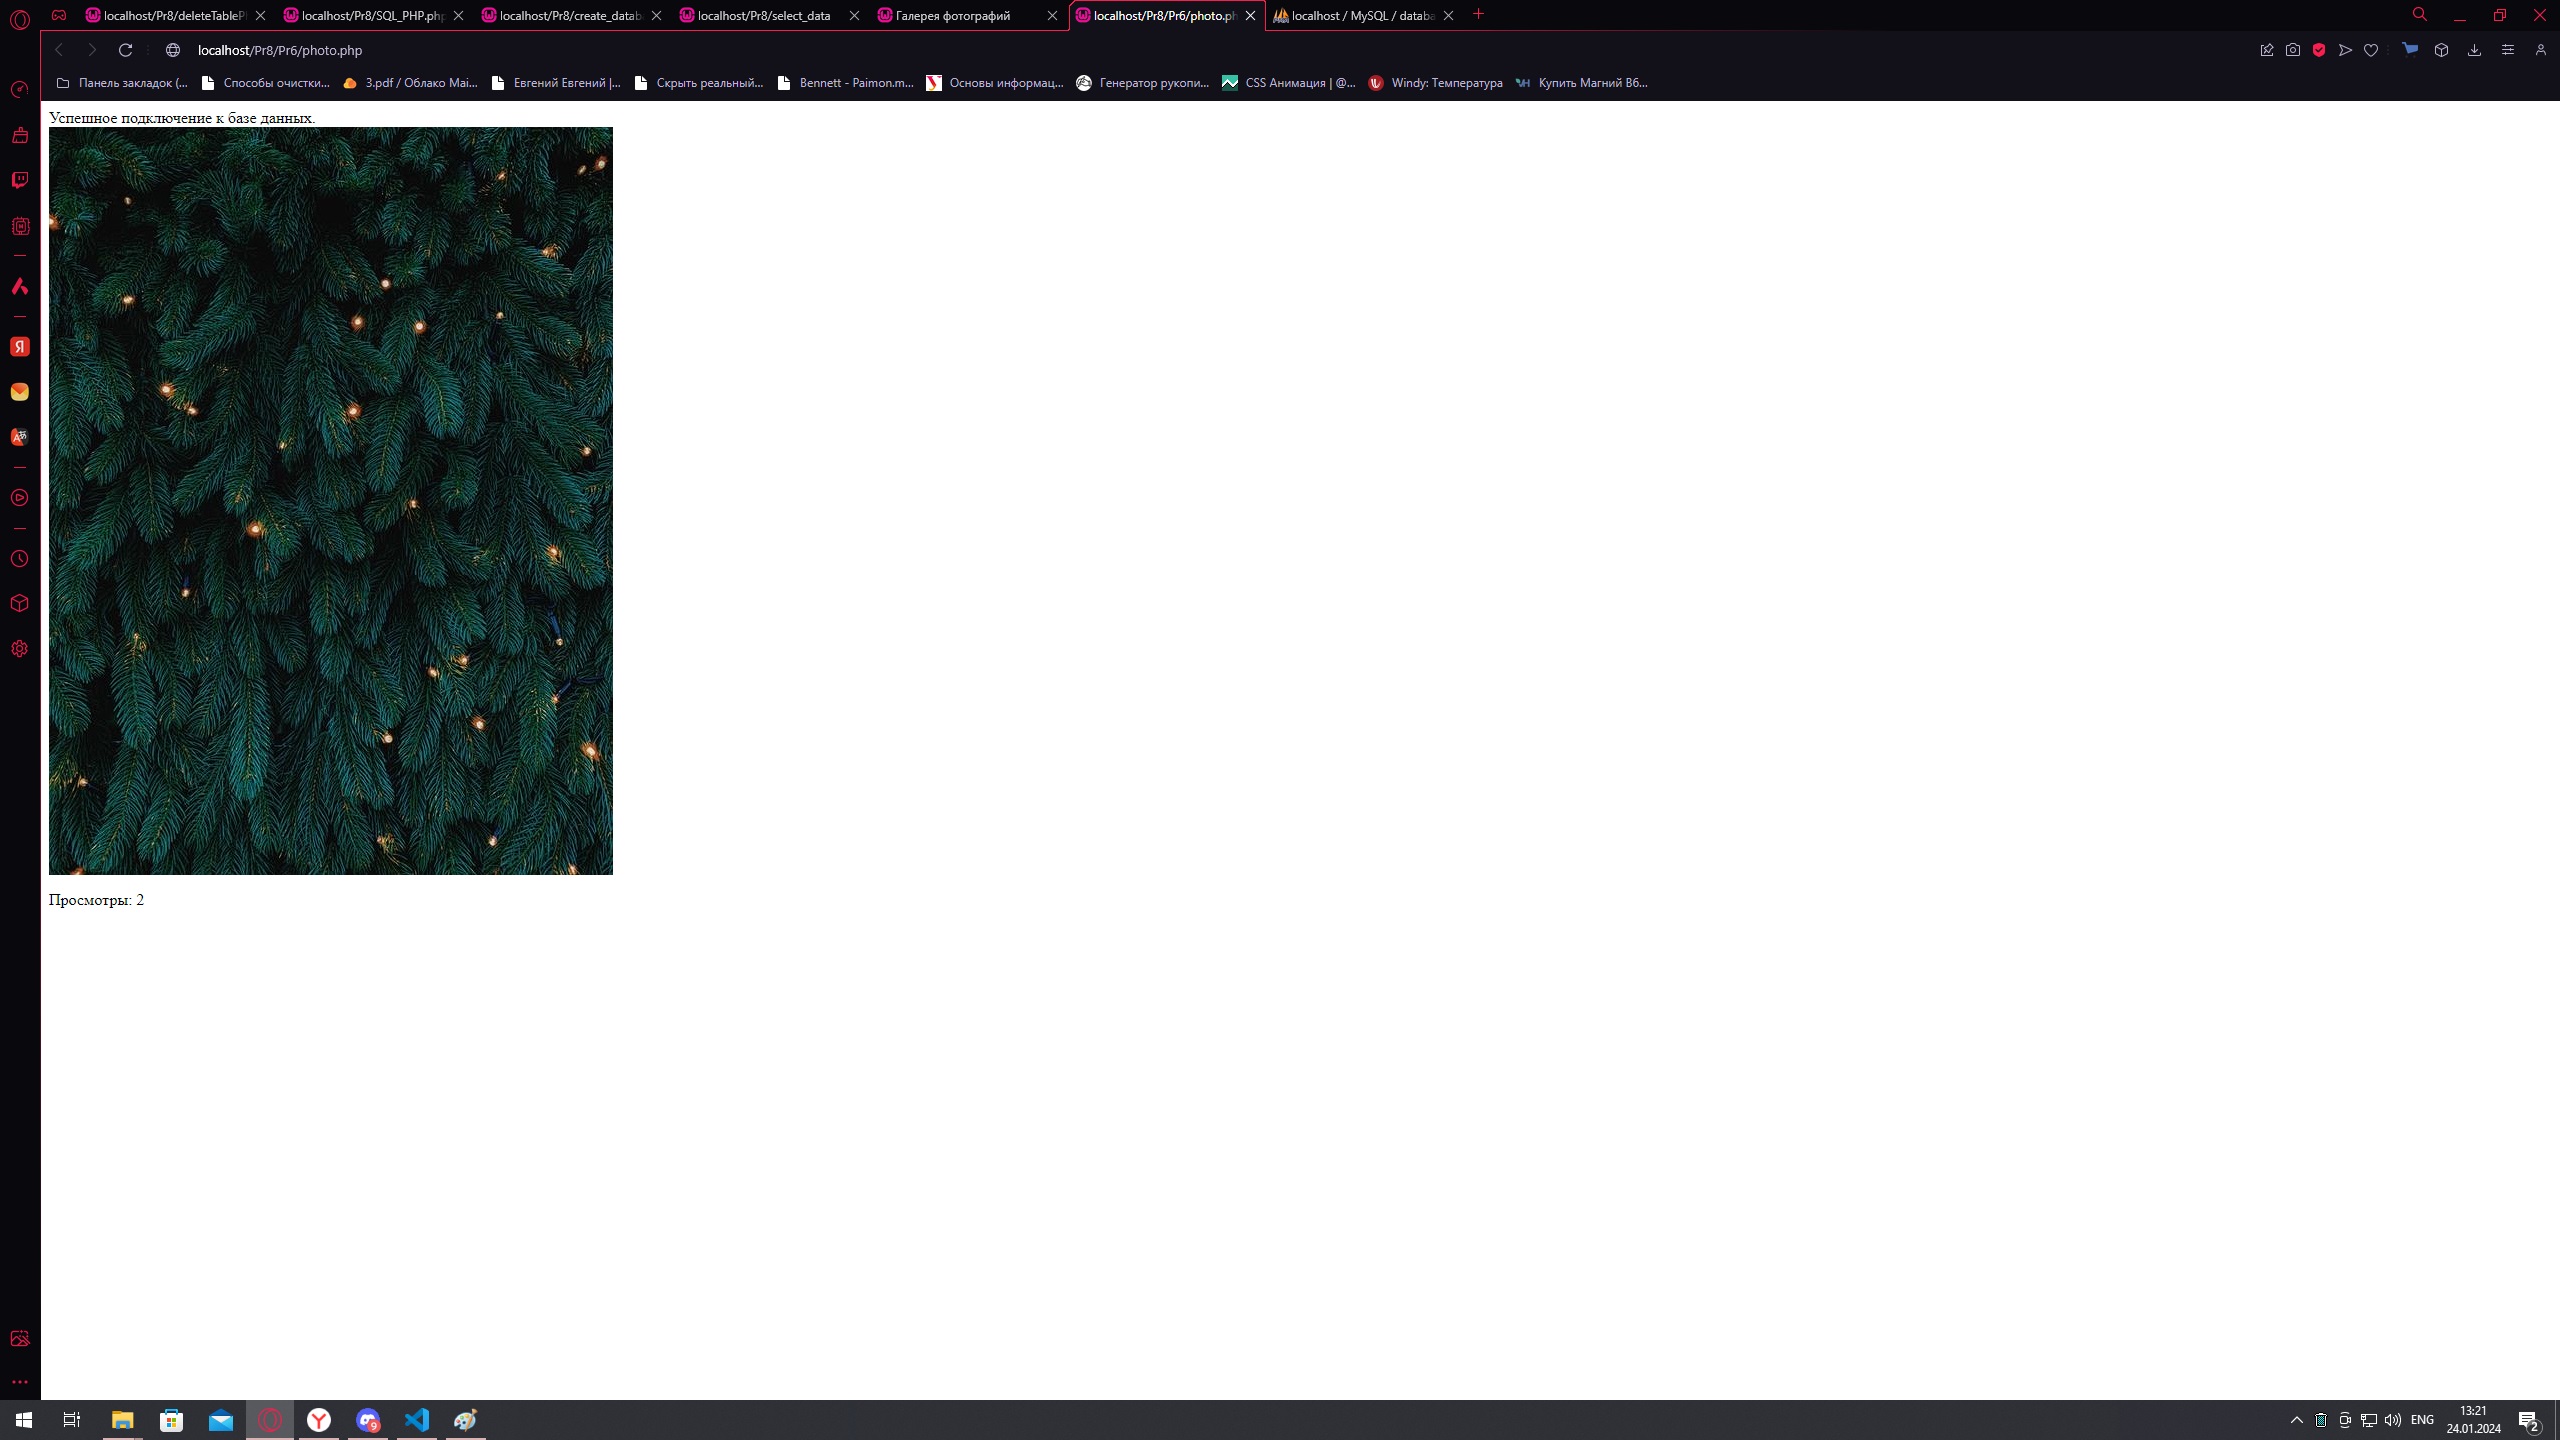 localhost/Pr8/deleteTableP
localhost/Pr8/SQL_PHP.php
localhost/Pr8/create_datab
localhost/Pr8/select_data
Галерея фотографий
localhost/Pr8/Pr6/photo.ph
localhost / MySQL / databa
localhost/Pr8/Pr6/photo.php
Панель закладок (...
Способы очистки...
3.pdf / Облако Mai...
Евгений Евгений |...
Скрыть реальный...
Bennett - Paimon.m...
Основы информац...
Генератор рукопи...
CSS Анимация | @...
Windy: Температура
Купить Магний B6...
Успешное подключение к базе данных.
Просмотры: 2
9
ENG
13:21
24.01.2024
2